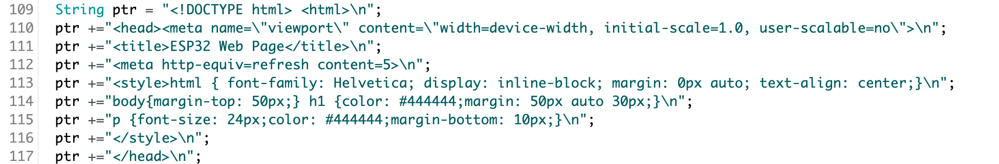 109 String ptr = "<!DOCTYPE html> <html>\n";
110 ptr +="<head><meta name=\"viewport\" content=\"width=device-width, initial-scale=1.0, user-scalable=no\">\n";
111 ptr +="<title>ESP32 Web Page</title>\n";
112 ptr +="<meta http-equiv=refresh content=5>\n";
113 ptr +="<style>html { font-family: Helvetica; display: inline-block; margin: 0px auto; text-align: center;}\n";
114 ptr +="body{margin-top: 50px;} h1 {color: #444444;margin: 50px auto 30px;}\n";
115 ptr +="p {font-size: 24px;color: #444444;margin-bottom: 10px;}\n";
116 ptr +="</style>\n";
117 ptr +="</head>\n";